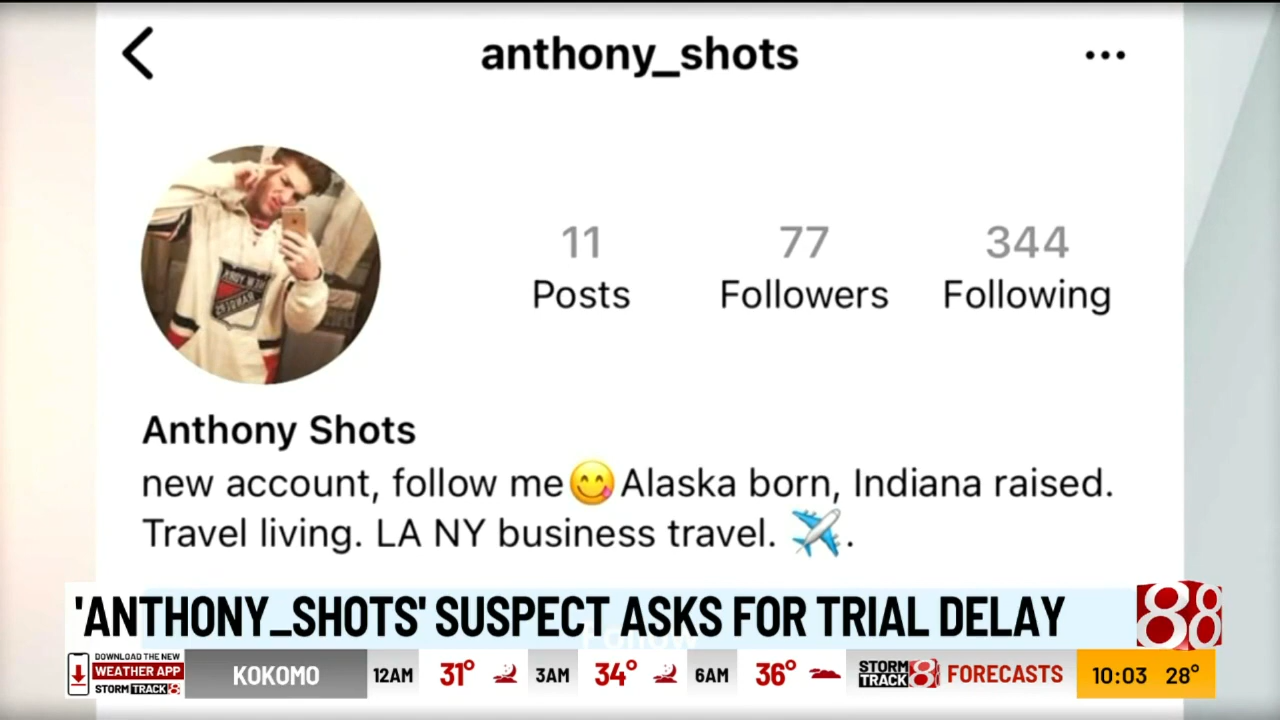 anthony_shots
11
77
344
Posts
Followers
Following
Anthony Shots
new account, follow me😋Alaska born, Indiana raised.
Travel living. LA NY business travel. ✈️.
Follow
'ANTHONY_SHOTS' SUSPECT ASKS FOR TRIAL DELAY
8
DOWNLOAD THE NEW
WEATHER APP
STORM TRACK 8
KOKOMO
12AM
31°
3AM
34°
6AM
36°
STORM
TRACK 8
FORECASTS
10:03
28°